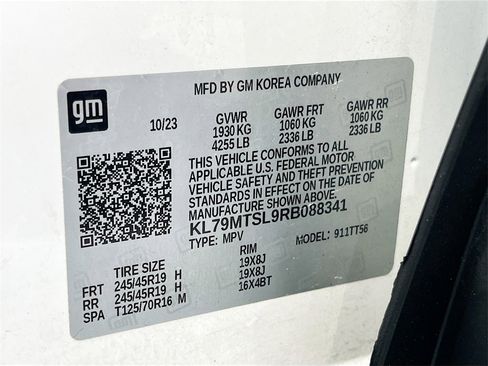 MFD BY GM KOREA COMPANY
gm
10/23 GVWR GAWR FRT GAWR RR
1930 KG 1060 KG 1060 KG
4255 LB 2336 LB 2336 LB
THIS VEHICLE CONFORMS TO ALL
APPLICABLE U.S. FEDERAL MOTOR
VEHICLE SAFETY AND THEFT PREVENTION
STANDARDS IN EFFECT ON THE DATE OF
MANUFACTURE SHOWN ABOVE.
KL79MTSL9RB088341
TYPE: MPV MODEL: 911TT56
TIRE SIZE RIM
FRT 245/45R19 H 19X8J
RR 245/45R19 H 19X8J
SPA T125/70R16 M 16X4BT